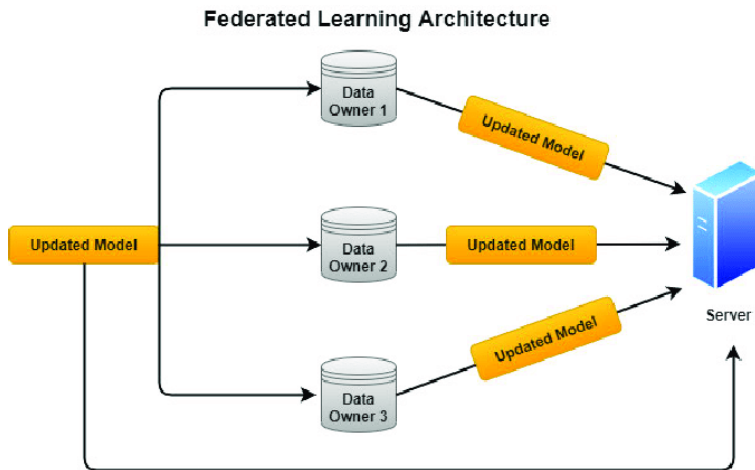 Federated Learning Architecture
Data
Owner 1
Updated Model
Updated Model
Data
Owner 2
Updated Model
Server
Data
Owner 3
Updated Model